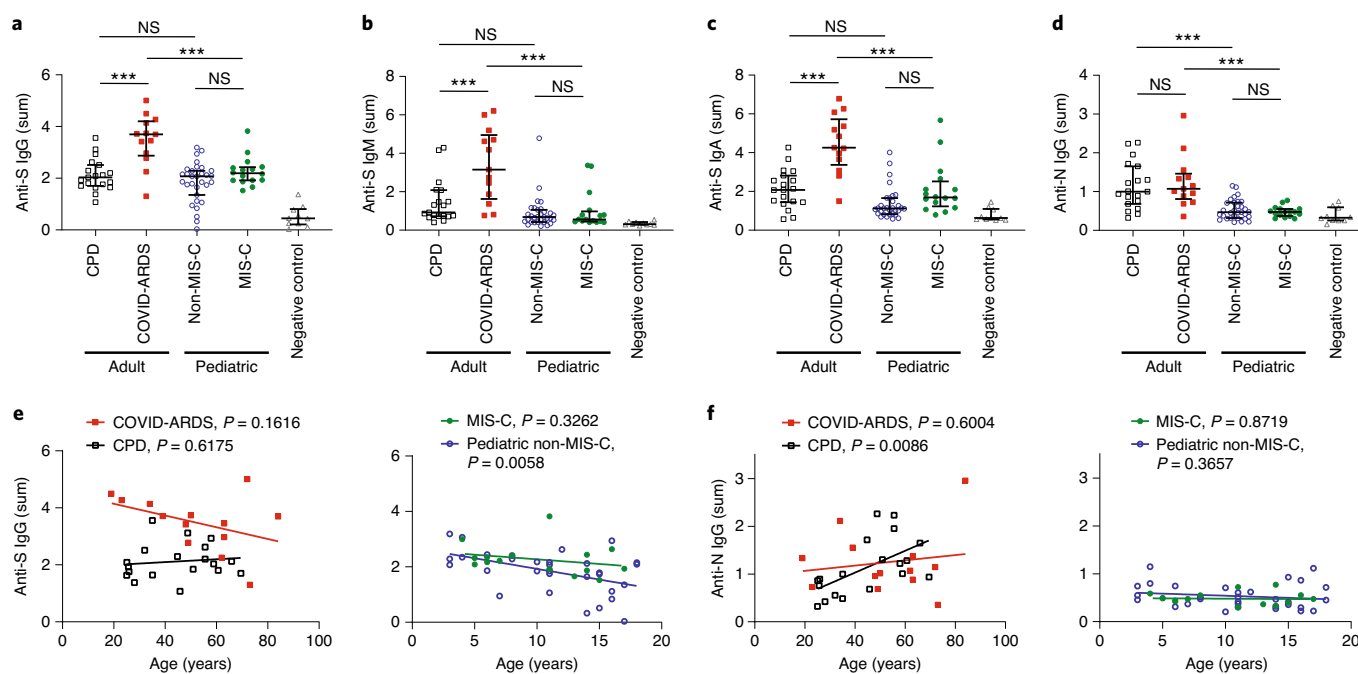 a
NS
***
***
NS
Anti-S IgG (sum)
6
4
2
0
CPD
COVID-ARDS
Non-MIS-C
MIS-C
Negative control
Adult
Pediatric
b
NS
***
***
NS
Anti-S IgM (sum)
8
6
4
2
0
CPD
COVID-ARDS
Non-MIS-C
MIS-C
Negative control
Adult
Pediatric
c
NS
***
***
NS
Anti-S IgA (sum)
8
6
4
2
0
CPD
COVID-ARDS
Non-MIS-C
MIS-C
Negative control
Adult
Pediatric
d
***
***
NS
NS
Anti-N IgG (sum)
4
3
2
1
0
CPD
COVID-ARDS
Non-MIS-C
MIS-C
Negative control
Adult
Pediatric
e
COVID-ARDS, P = 0.1616
CPD, P = 0.6175
Anti-S IgG (sum)
6
4
2
0
0 20 40 60 80 100
Age (years)
MIS-C, P = 0.3262
Pediatric non-MIS-C,
P = 0.0058
6
4
2
0
0 5 10 15 20
Age (years)
f
COVID-ARDS, P = 0.6004
CPD, P = 0.0086
Anti-N IgG (sum)
3
2
1
0
0 20 40 60 80 100
Age (years)
MIS-C, P = 0.8719
Pediatric non-MIS-C,
P = 0.3657
3
2
1
0
0 5 10 15 20
Age (years)